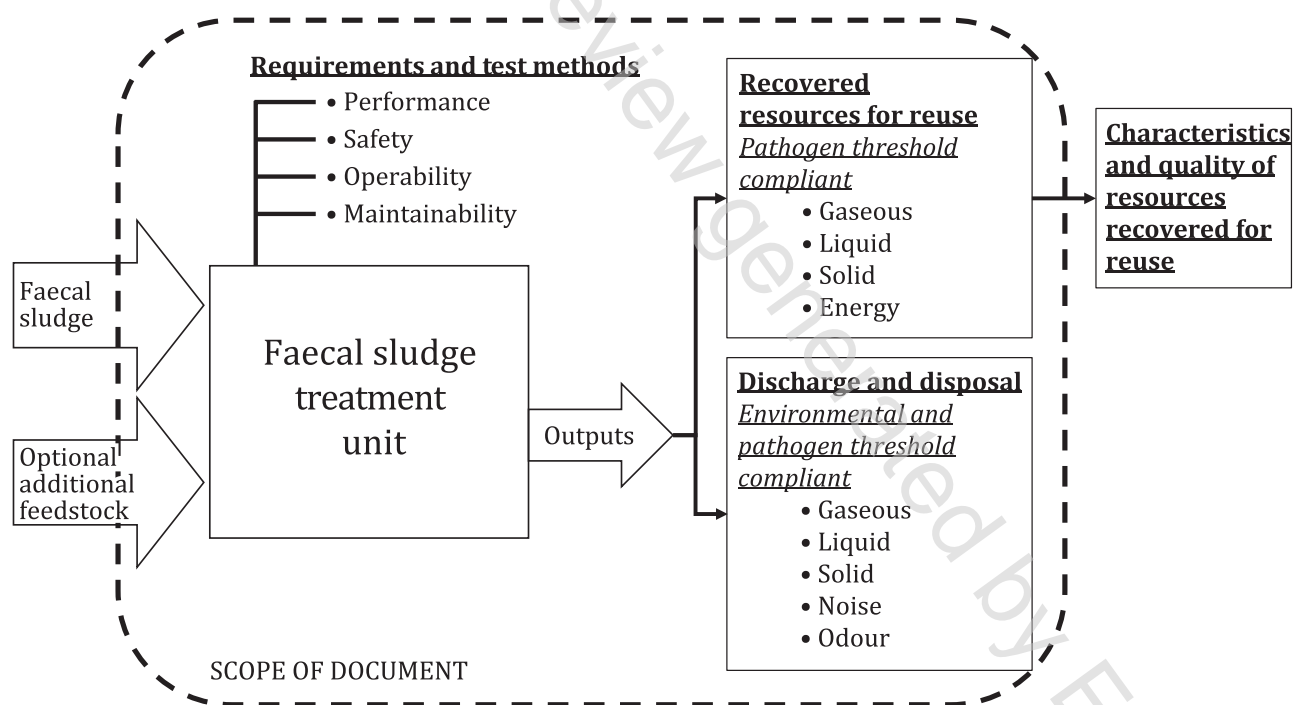 Requirements and test methods
• Performance
• Safety
• Operability
• Maintainability
Faecal
sludge
Optional
additional
feedstock
Faecal sludge
treatment
unit
Outputs
Recovered
resources for reuse
Pathogen threshold
compliant
• Gaseous
• Liquid
• Solid
• Energy
Discharge and disposal
Environmental and
pathogen threshold
compliant
• Gaseous
• Liquid
• Solid
• Noise
• Odour
Characteristics
and quality of
resources
recovered for
reuse
SCOPE OF DOCUMENT
generated by